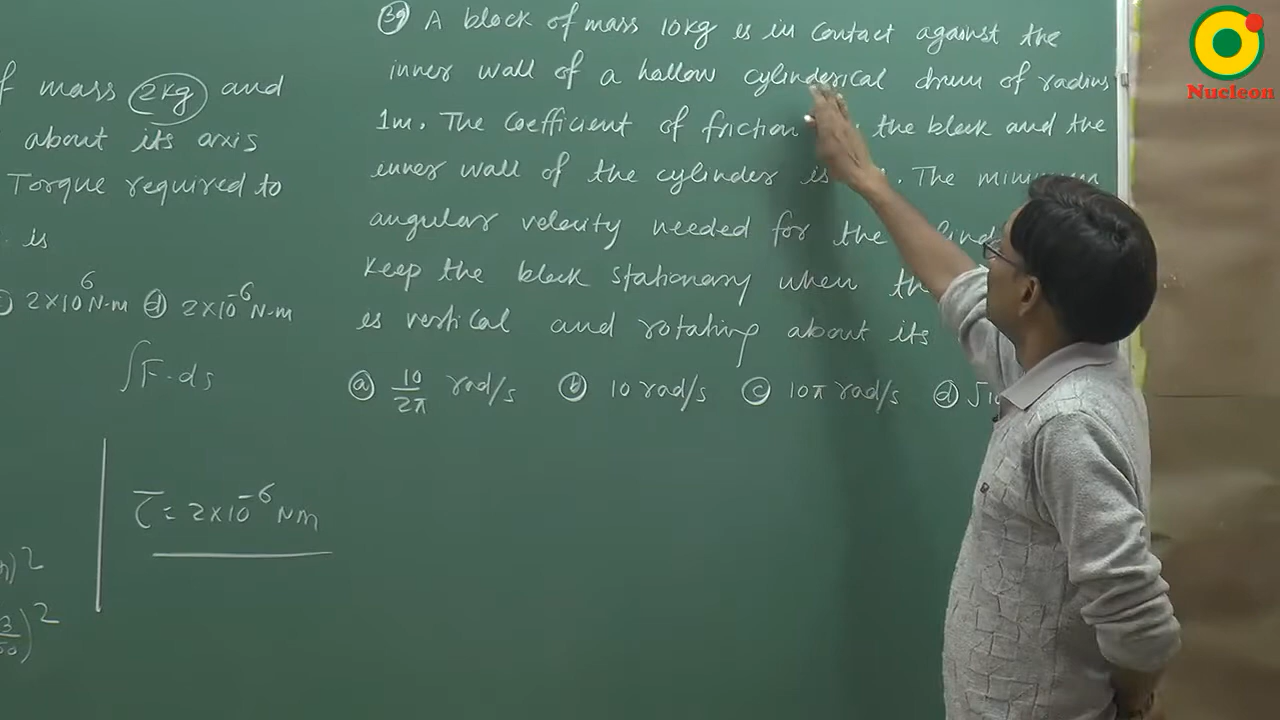 f mass 2kg and
about its axis
Torque required to
is
2×10⁶ N-m ⓓ 2×10⁻⁶ N-m
∫F·ds
τ = 2×10⁻⁶ Nm
)²
)²
39 A block of mass 10kg is in contact against the
inner wall of a hallow cylinderical drum of radius
1m. The coefficient of friction the block and the
inner wall of the cylinder is . The minimum
angular velocity needed for the
keep the block stationary when
is vertical and rotating about its
ⓐ 10/2π rad/s ⓑ 10 rad/s ⓒ 10π rad/s ⓓ
Nucleon